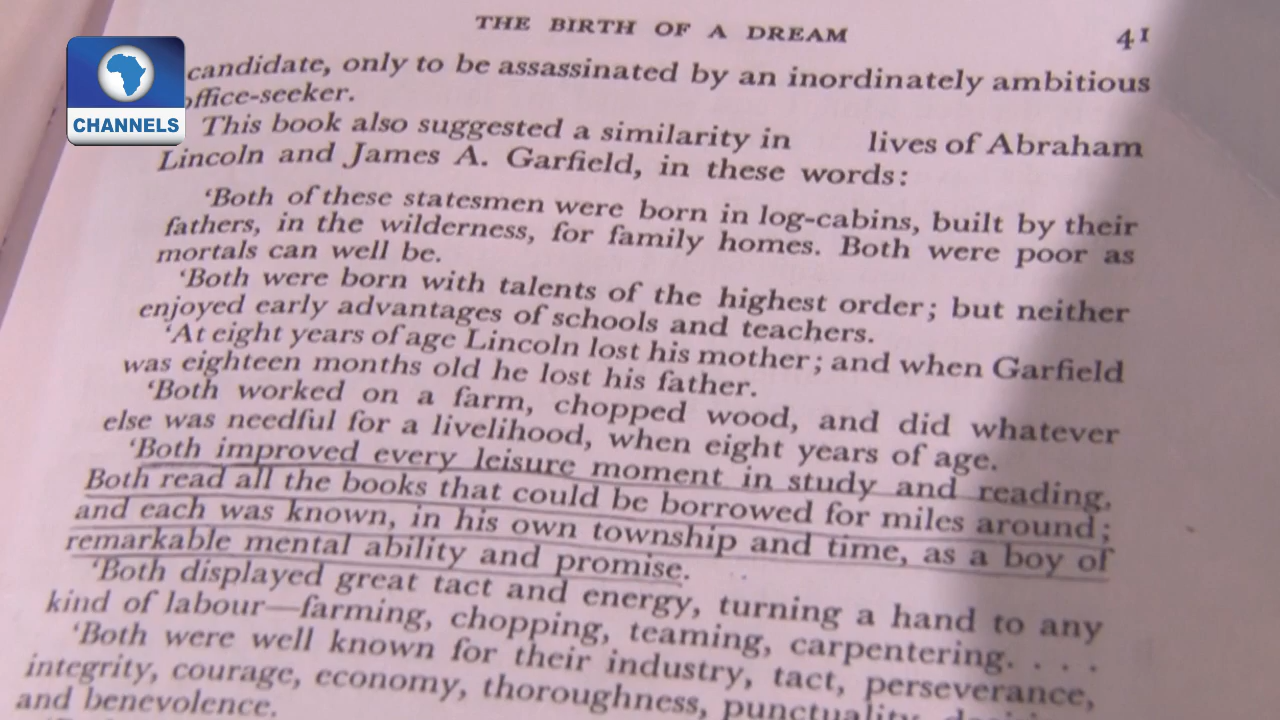 THE BIRTH OF A DREAM 41
candidate, only to be assassinated by an inordinately ambitious
office-seeker.
CHANNELS
This book also suggested a similarity in lives of Abraham
Lincoln and James A. Garfield, in these words:
‘Both of these statesmen were born in log-cabins, built by their
fathers, in the wilderness, for family homes. Both were poor as
mortals can well be.
‘Both were born with talents of the highest order; but neither
enjoyed early advantages of schools and teachers.
‘At eight years of age Lincoln lost his mother; and when Garfield
was eighteen months old he lost his father.
‘Both worked on a farm, chopped wood, and did whatever
else was needful for a livelihood, when eight years of age.
‘Both improved every leisure moment in study and reading.
Both read all the books that could be borrowed for miles around;
and each was known, in his own township and time, as a boy of
remarkable mental ability and promise.
‘Both displayed great tact and energy, turning a hand to any
kind of labour—farming, chopping, teaming, carpentering. . . .
‘Both were well known for their industry, tact, perseverance,
integrity, courage, economy, thoroughness, punctuality,
and benevolence.